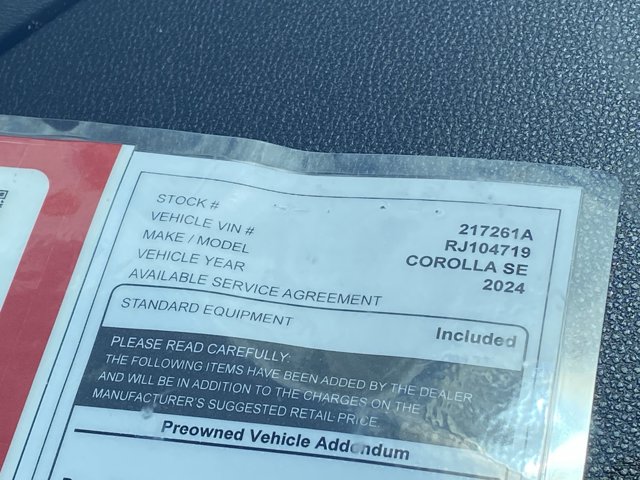 STOCK # 217261A
VEHICLE VIN # RJ104719
MAKE / MODEL COROLLA SE
VEHICLE YEAR 2024
AVAILABLE SERVICE AGREEMENT
STANDARD EQUIPMENT Included
PLEASE READ CAREFULLY:
THE FOLLOWING ITEMS HAVE BEEN ADDED BY THE DEALER
AND WILL BE IN ADDITION TO THE CHARGES ON THE
MANUFACTURER'S SUGGESTED RETAIL PRICE.
Preowned Vehicle Addendum